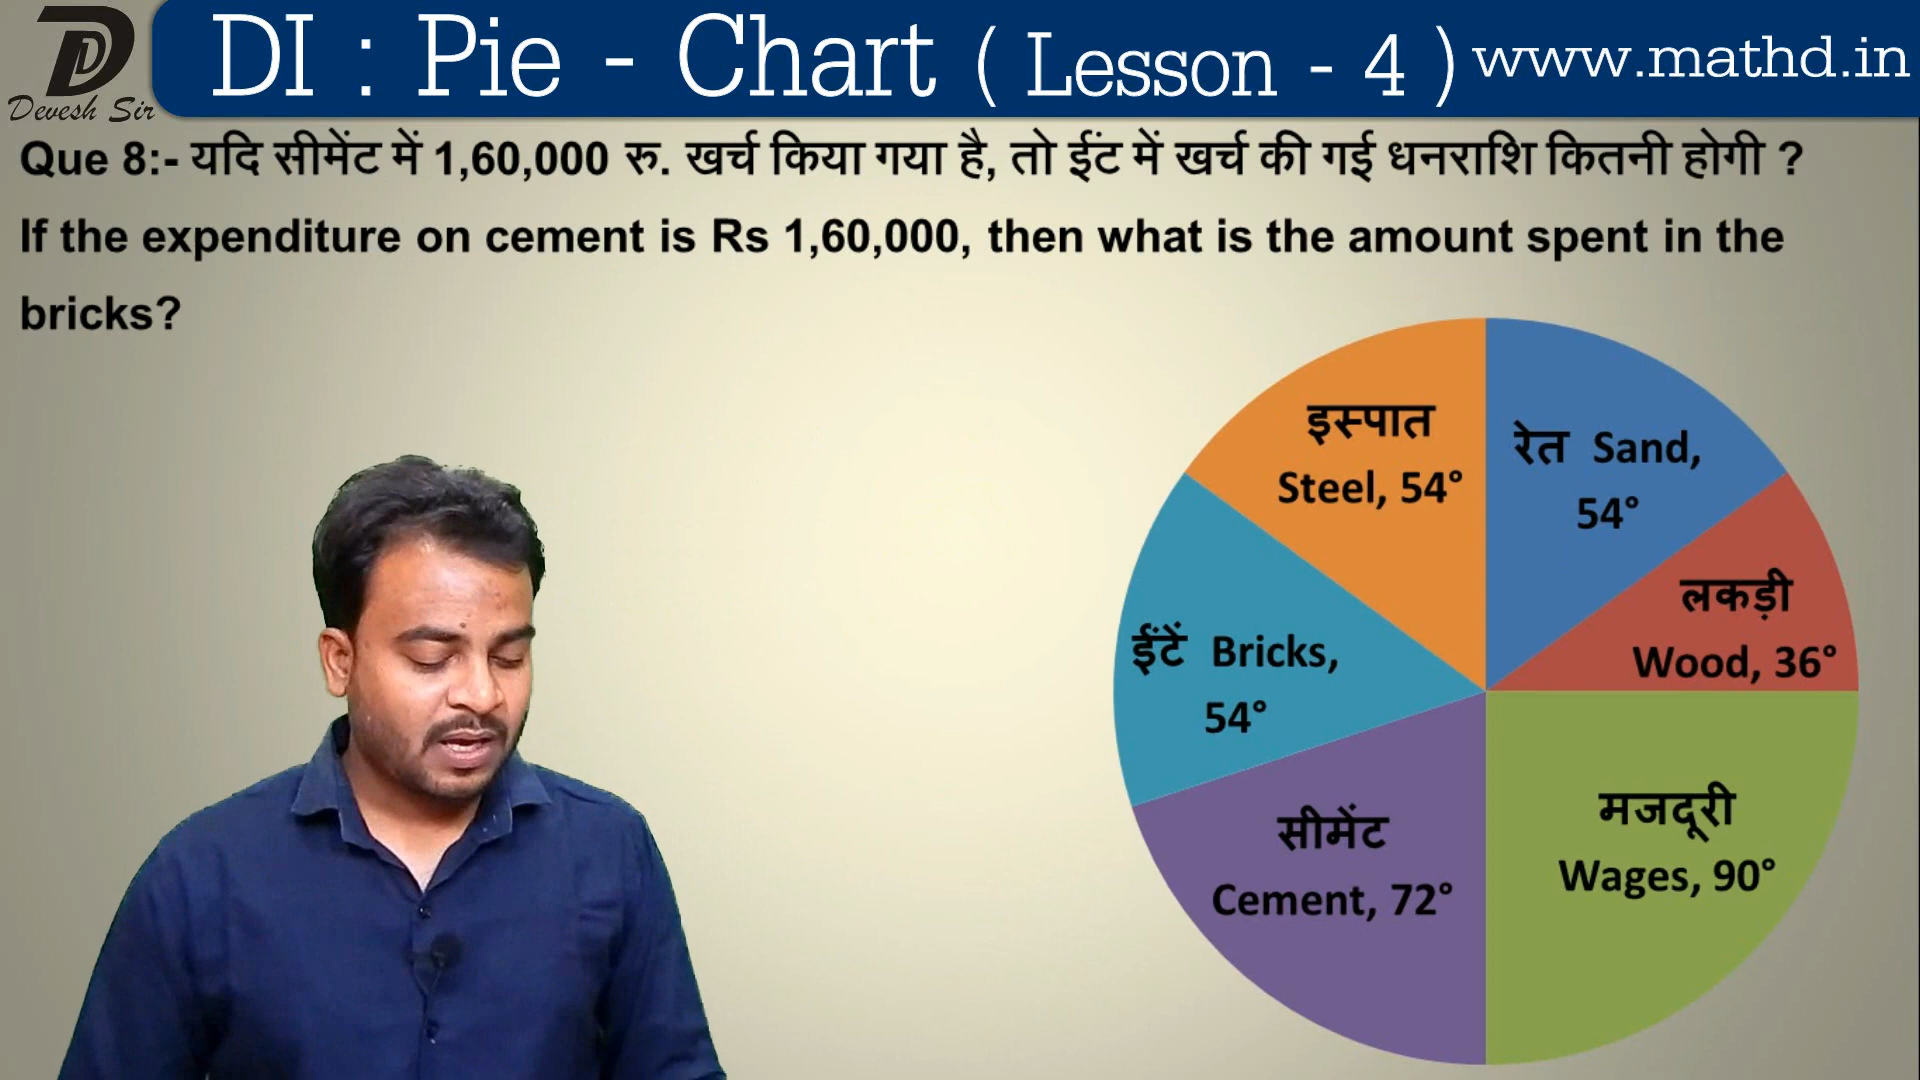 DI : Pie - Chart ( Lesson - 4 ) www.mathd.in
Devesh Sir
Que 8:- यदि सीमेंट में 1,60,000 रु. खर्च किया गया है, तो ईंट में खर्च की गई धनराशि कितनी होगी ?
If the expenditure on cement is Rs 1,60,000, then what is the amount spent in the
bricks?
इस्पात
Steel, 54°
रेत Sand,
54°
लकड़ी
Wood, 36°
ईंटें Bricks,
54°
सीमेंट
Cement, 72°
मजदूरी
Wages, 90°